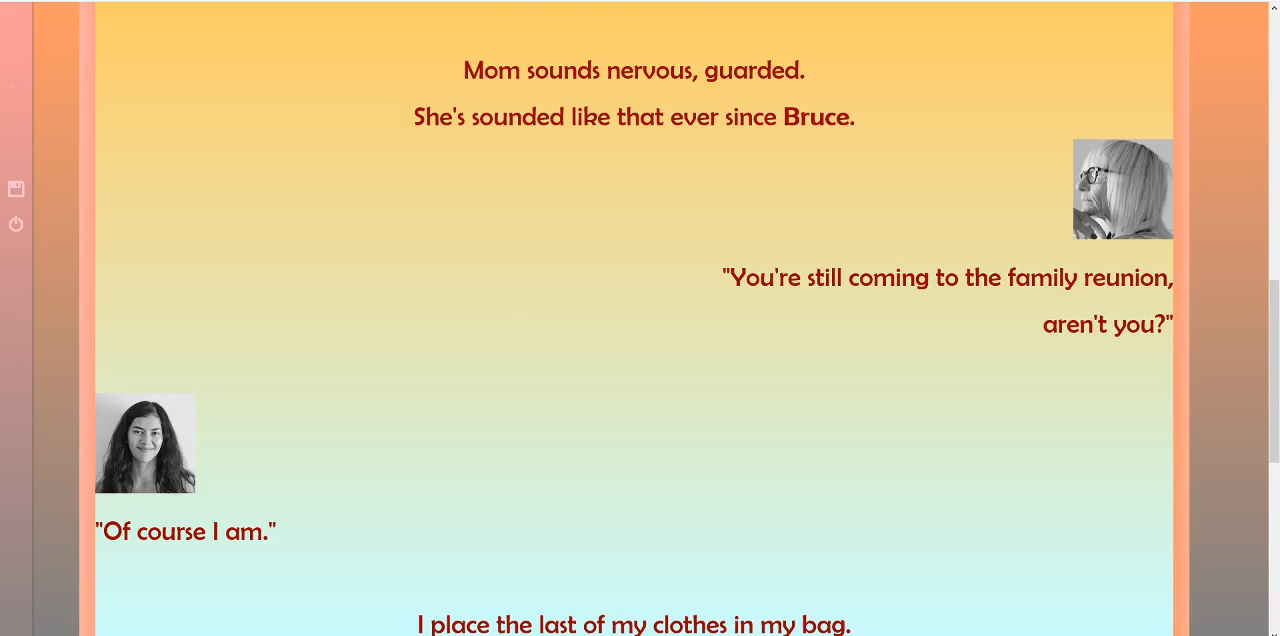 Mom sounds nervous, guarded.
She's sounded like that ever since Bruce.
"You're still coming to the family reunion,
aren't you?"
"Of course I am."
I place the last of my clothes in my bag.